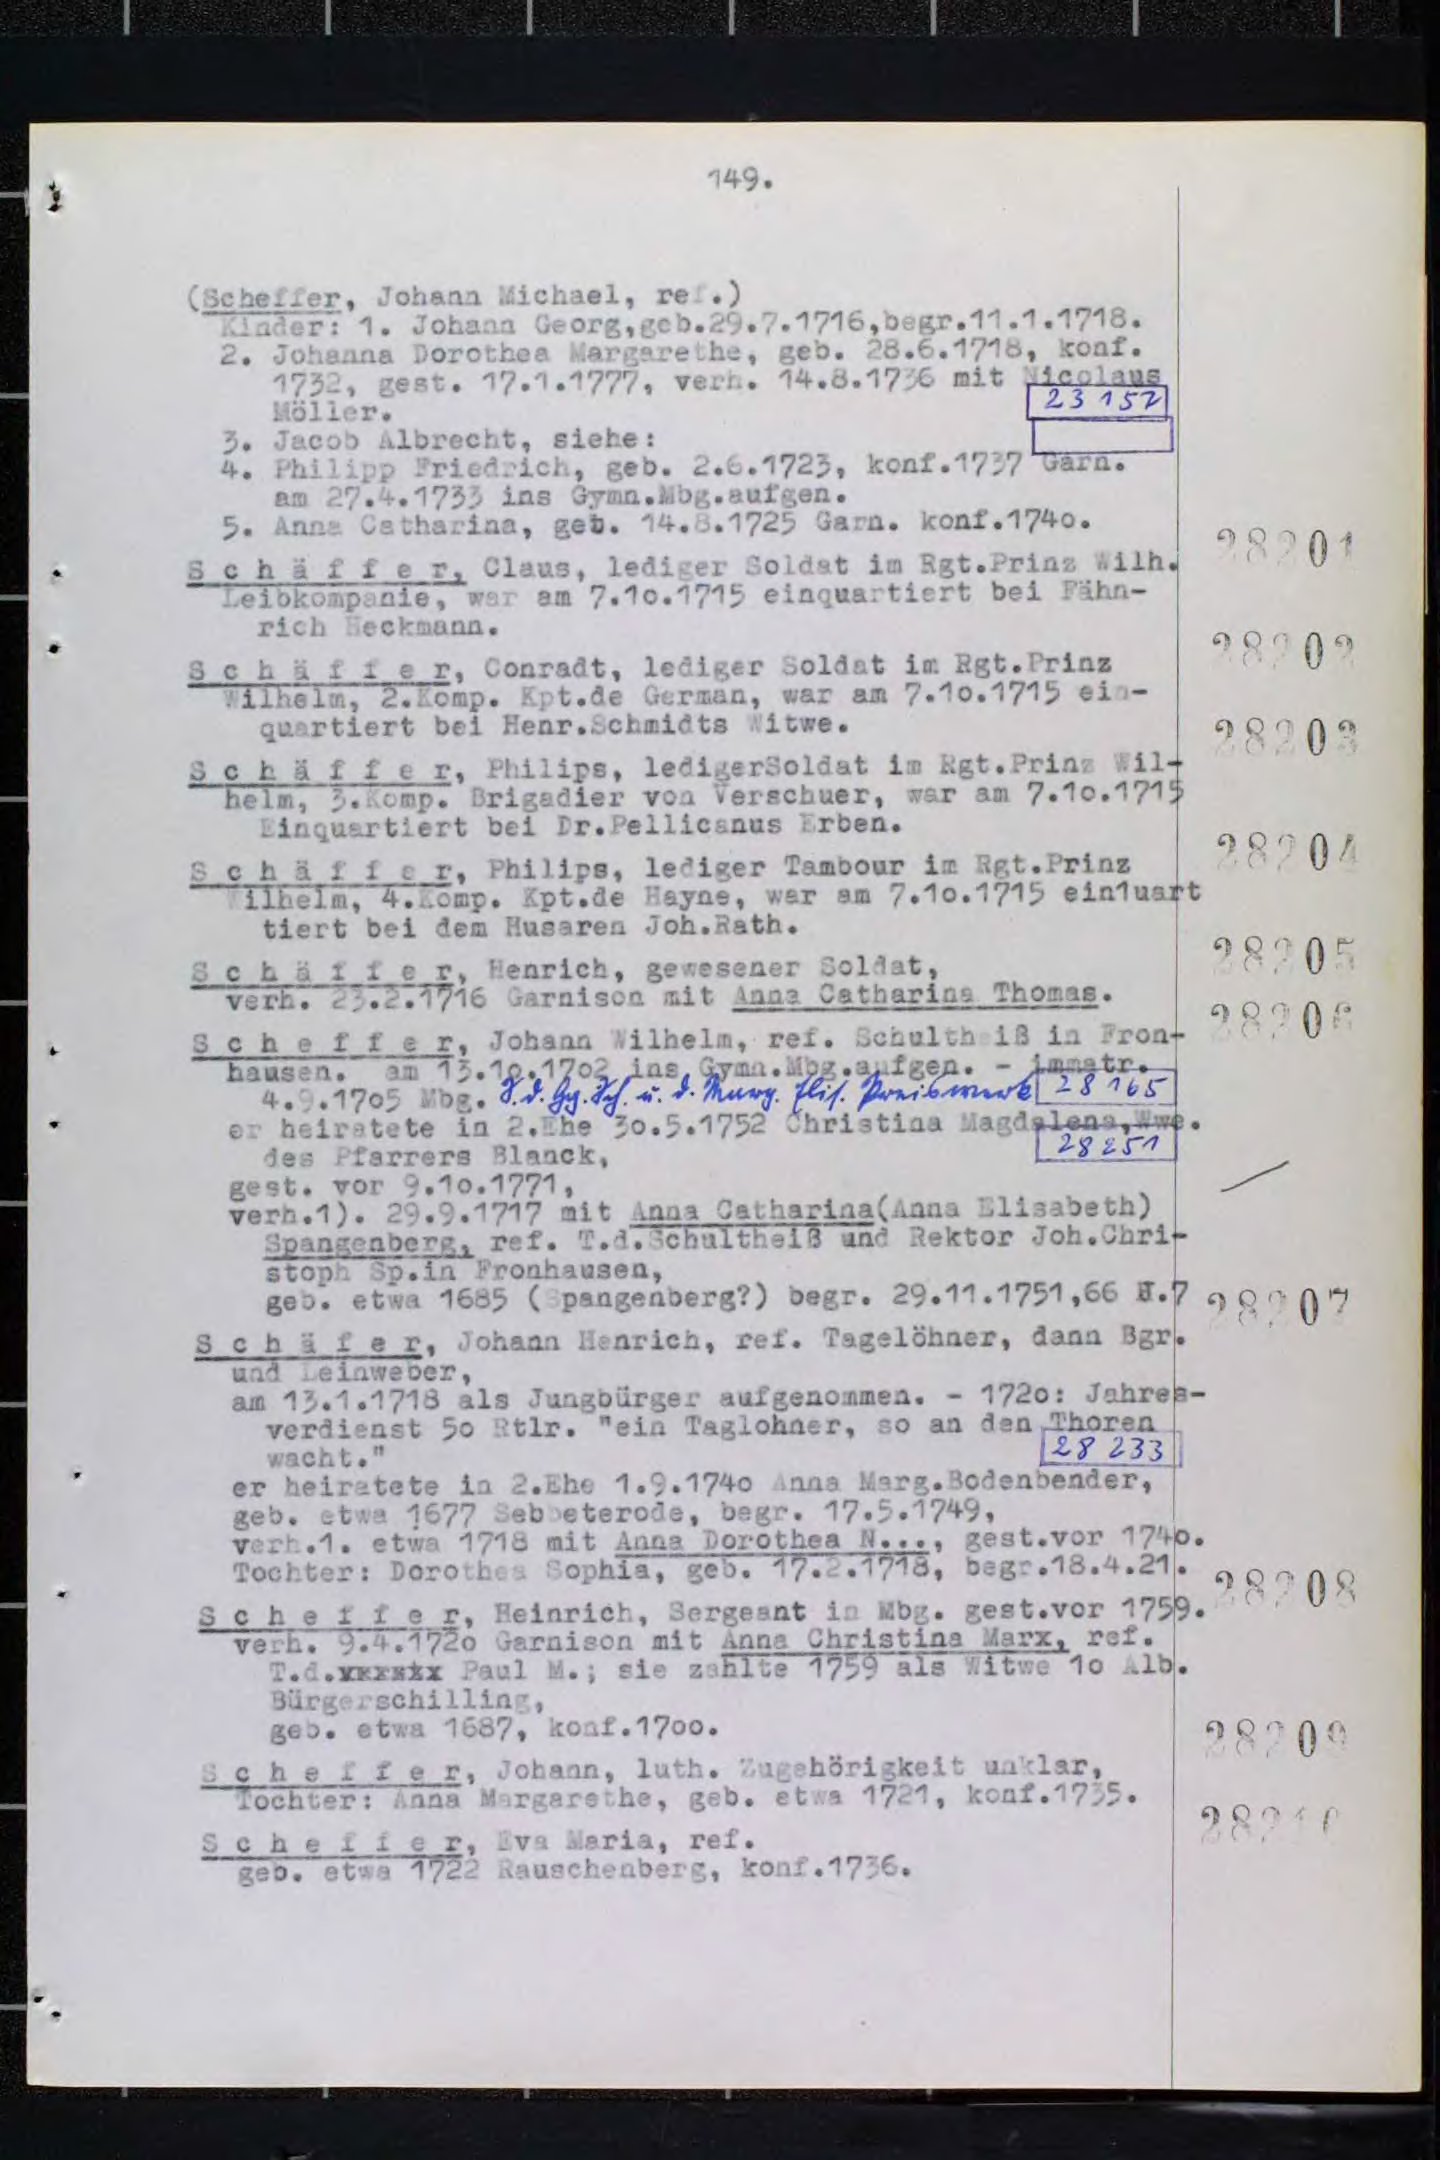 149.
(Scheffer, Johann Michael, ref.)
Kinder: 1. Johann Georg,geb.29.7.1716,begr.11.1.1718.
2. Johanna Dorothea Margarethe, geb. 28.6.1718, konf.
1732, gest. 17.1.1777, verh. 14.8.1736 mit Nicolaus
Möller.
23 157
3. Jacob Albrecht, siehe:
4. Philipp Friedrich, geb. 2.6.1723, konf.1737 Garn.
am 27.4.1733 ins Gymn.Mbg.aufgen.
5. Anna Catharina, geb. 14.8.1725 Garn. konf.1740.
28201
S c h ä f f e r, Claus, lediger Soldat im Rgt.Prinz Wilh.
Leibkompanie, war am 7.10.1715 einquartiert bei Fähn-
rich Heckmann.
28202
S c h ä f f e r, Conradt, lediger Soldat im Rgt.Prinz
Wilhelm, 2.Komp. Kpt.de German, war am 7.10.1715 ein-
quartiert bei Henr.Schmidts Witwe.
28203
S c h ä f f e r, Philips, ledigerSoldat im Rgt.Prinz Wil-
helm, 3.Komp. Brigadier von Verschuer, war am 7.10.1715
Einquartiert bei Dr.Pellicanus Erben.
28204
S c h ä f f e r, Philips, lediger Tambour im Rgt.Prinz
Wilhelm, 4.Komp. Kpt.de Hayne, war am 7.10.1715 ein1uart
tiert bei dem Husaren Joh.Rath.
28205
S c h ä f f e r, Henrich, gewesener Soldat,
verh. 23.2.1716 Garnison mit Anna Catharina Thomas.
28206
S c h e f f e r, Johann Wilhelm, ref. Schultheiß in Fron-
hausen. am 13.10.1702 ins Gymn.Mbg.aufgen. - immatr.
4.9.1705 Mbg. S.d. Gg. Sch. u. d. Marg. Elis. Preiswerk 28 165
er heiratete in 2.Ehe 30.5.1752 Christina Magdalena,Wwe.
des Pfarrers Blanck,
28251
gest. vor 9.10.1771,
verh.1). 29.9.1717 mit Anna Catharina(Anna Elisabeth)
Spangenberg, ref. T.d.Schultheiß und Rektor Joh.Chri-
stoph Sp.in Fronhausen,
geb. etwa 1685 (Spangenberg?) begr. 29.11.1751,66 J.7
28207
S c h ä f e r, Johann Henrich, ref. Tagelöhner, dann Bgr.
und Leinweber,
am 13.1.1718 als Jungbürger aufgenommen. - 1720: Jahres-
verdienst 50 Rtlr. "ein Taglohner, so an den Thoren
wacht."
28 233
er heiratete in 2.Ehe 1.9.1740 Anna Marg.Bodenbender,
geb. etwa 1677 Sebbeterode, begr. 17.5.1749,
verh.1. etwa 1718 mit Anna Dorothea N..., gest.vor 1740.
Tochter: Dorothea Sophia, geb. 17.2.1718, begr.18.4.21.
28208
S c h e f f e r, Heinrich, Sergeant in Mbg. gest.vor 1759.
verh. 9.4.1720 Garnison mit Anna Christina Marx, ref.
T.d. Paul M.; sie zahlte 1759 als Witwe 10 Alb.
Bürgerschilling,
geb. etwa 1687, konf.1700.
28209
S c h e f f e r, Johann, luth. Zugehörigkeit unklar,
Tochter: Anna Margarethe, geb. etwa 1721, konf.1735.
28210
S c h e f f e r, Eva Maria, ref.
geb. etwa 1722 Rauschenberg, konf.1736.